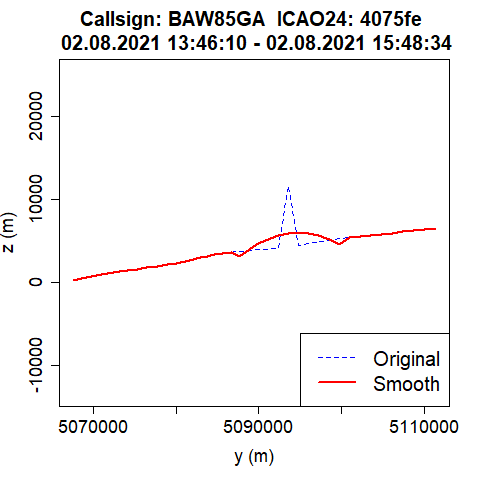 Callsign: BAW85GA  ICAO24: 4075fe
02.08.2021 13:46:10 - 02.08.2021 15:48:34
z (m)
20000
10000
0
-10000
Original
Smooth
5070000
5090000
5110000
y (m)